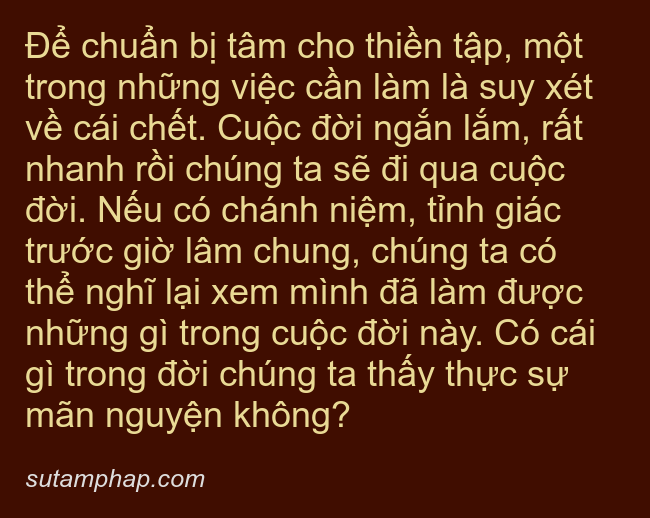 Để chuẩn bị tâm cho thiền tập, một
trong những việc cần làm là suy xét
về cái chết. Cuộc đời ngắn lắm, rất
nhanh rồi chúng ta sẽ đi qua cuộc
đời. Nếu có chánh niệm, tỉnh giác
trước giờ lâm chung, chúng ta có
thể nghĩ lại xem mình đã làm được
những gì trong cuộc đời này. Có cái
gì trong đời chúng ta thấy thực sự
mãn nguyện không?
sutamphap.com